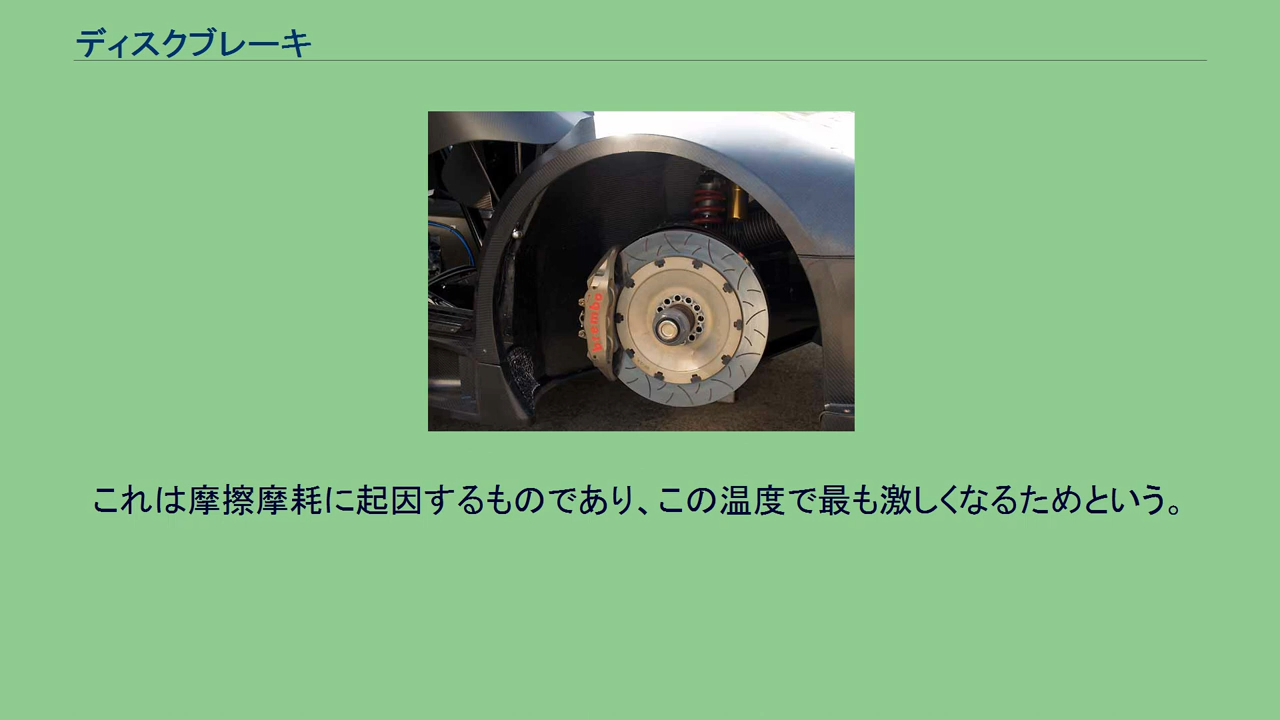 ディスクブレーキ
brembo
これは摩擦摩耗に起因するものであり、この温度で最も激しくなるためという。